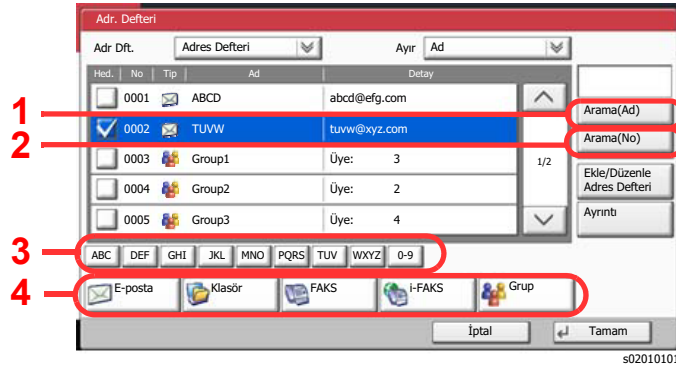 Adr. Defteri
Adr Dft. Adres Defteri Ayır Ad
Hed. No Tip Ad Detay
0001 ABCD abcd@efg.com
1 Arama(Ad)
0002 TUVW tuvw@xyz.com
2 Arama(No)
0003 Group1 Üye: 3 1/2
Ekle/Düzenle
Adres Defteri
0004 Group2 Üye: 2
0005 Group3 Üye: 4 Ayrıntı
3 ABC DEF GHI JKL MNO PQRS TUV WXYZ 0-9
4 E-posta Klasör FAKS i-FAKS Grup
İptal Tamam
s02010101